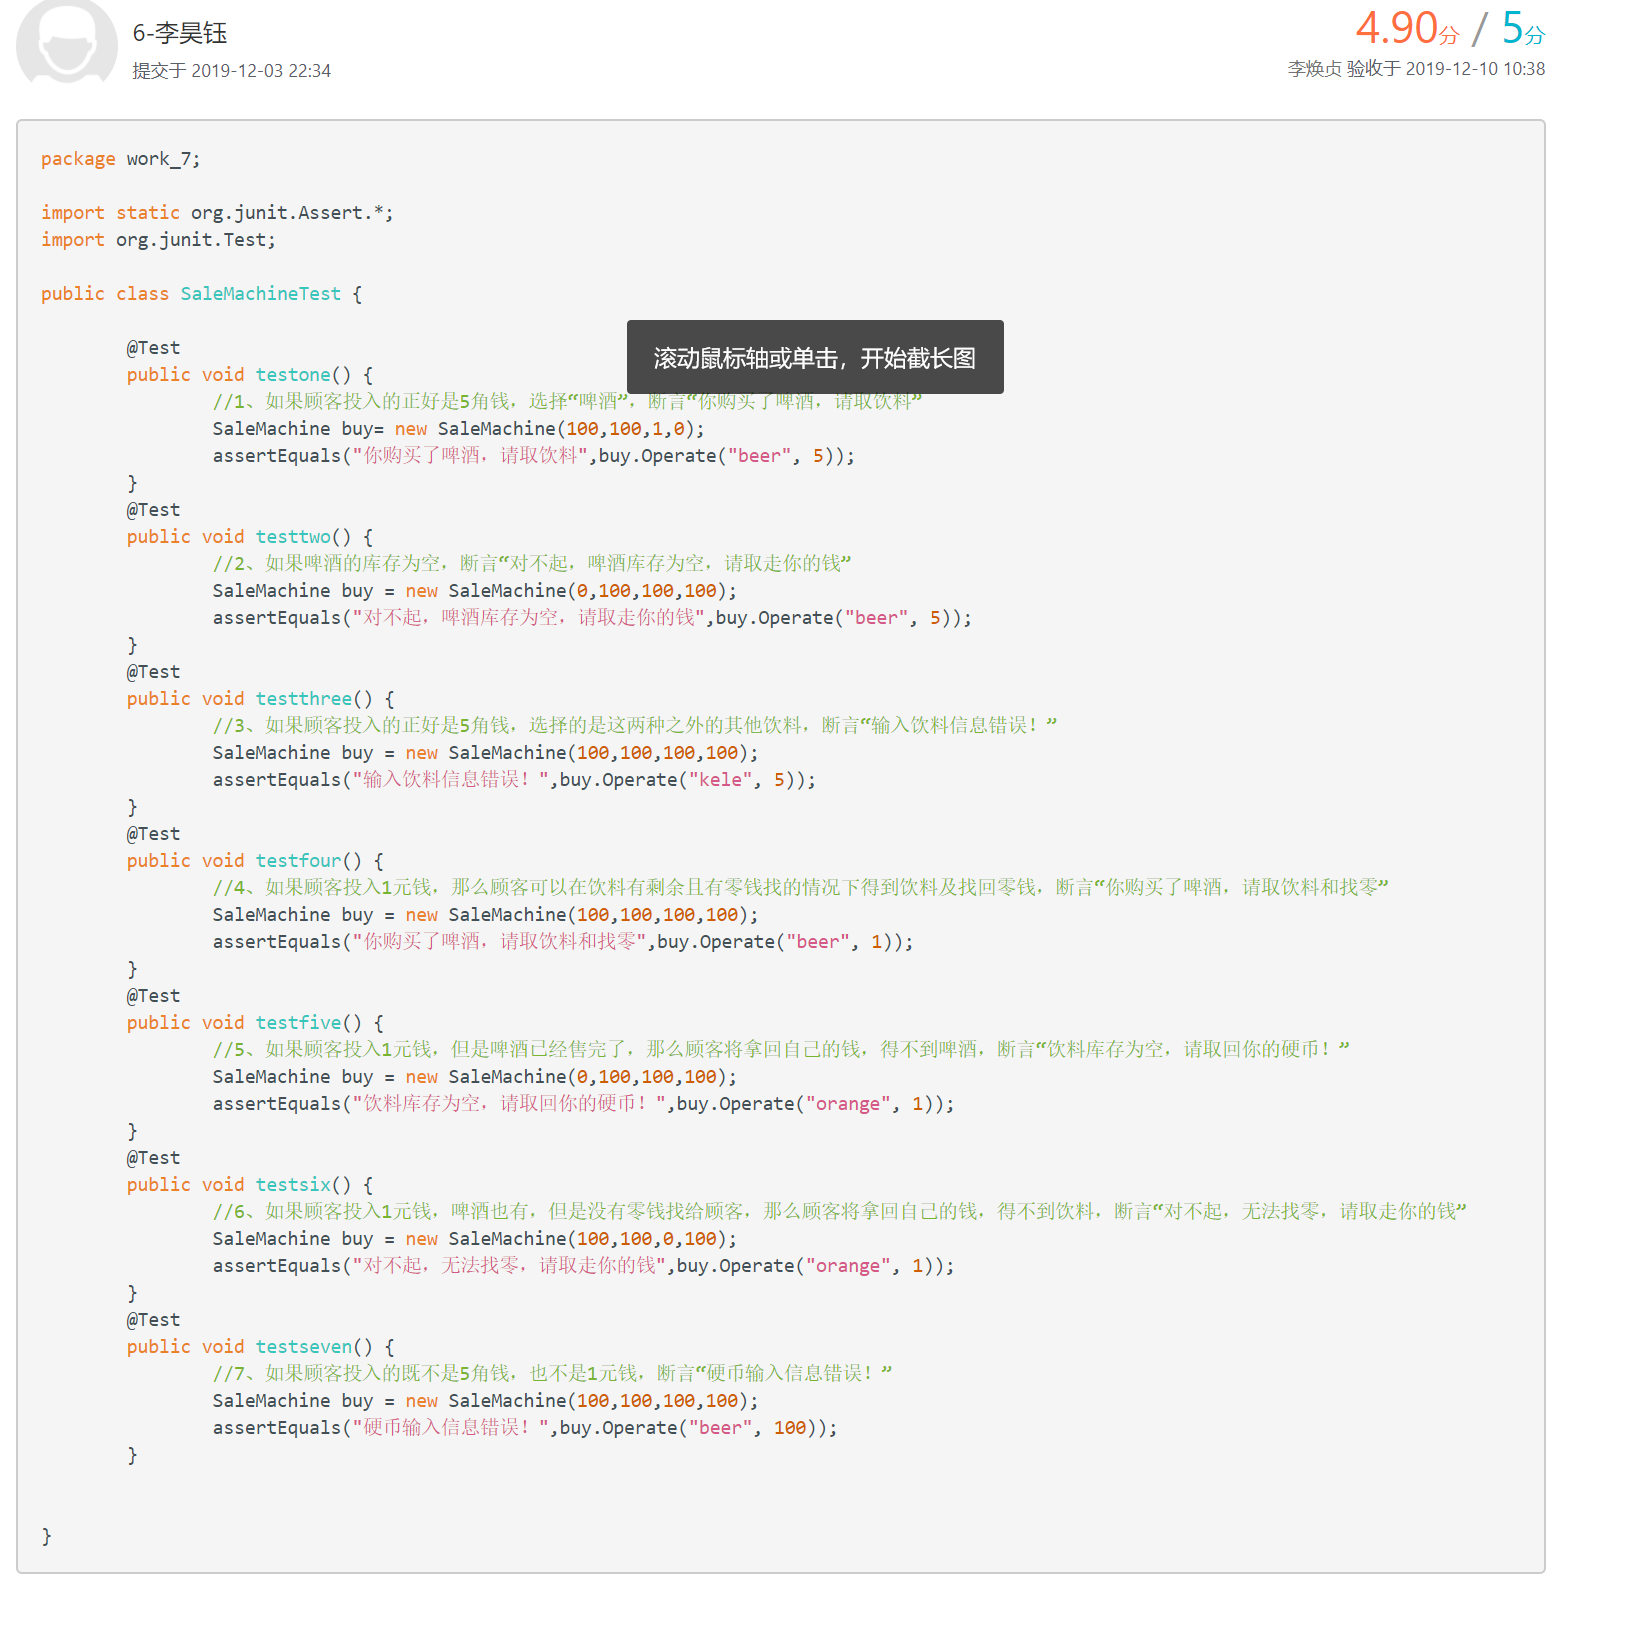 6-李昊钰
提交于 2019-12-03 22:34
4.90分 / 5分
李焕贞 验收于 2019-12-10 10:38
package work_7;
import static org.junit.Assert.*;
import org.junit.Test;
public class SaleMachineTest {
@Test
滚动鼠标轴或单击，开始截长图
public void testone() {
//1、如果顾客投入的正好是5角钱，选择“啤酒”，断言“你购买了啤酒，请取饮料”
SaleMachine buy= new SaleMachine(100,100,1,0);
assertEquals("你购买了啤酒，请取饮料",buy.Operate("beer", 5));
}
@Test
public void testtwo() {
//2、如果啤酒的库存为空，断言“对不起，啤酒库存为空，请取走你的钱”
SaleMachine buy = new SaleMachine(0,100,100,100);
assertEquals("对不起，啤酒库存为空，请取走你的钱",buy.Operate("beer", 5));
}
@Test
public void testthree() {
//3、如果顾客投入的正好是5角钱，选择的是这两种之外的其他饮料，断言“输入饮料信息错误！”
SaleMachine buy = new SaleMachine(100,100,100,100);
assertEquals("输入饮料信息错误！",buy.Operate("kele", 5));
}
@Test
public void testfour() {
//4、如果顾客投入1元钱，那么顾客可以在饮料有剩余且有零钱找的情况下得到饮料及找回零钱，断言“你购买了啤酒，请取饮料和找零”
SaleMachine buy = new SaleMachine(100,100,100,100);
assertEquals("你购买了啤酒，请取饮料和找零",buy.Operate("beer", 1));
}
@Test
public void testfive() {
//5、如果顾客投入1元钱，但是啤酒已经售完了，那么顾客将拿回自己的钱，得不到啤酒，断言“饮料库存为空，请取回你的硬币！”
SaleMachine buy = new SaleMachine(0,100,100,100);
assertEquals("饮料库存为空，请取回你的硬币！",buy.Operate("orange", 1));
}
@Test
public void testsix() {
//6、如果顾客投入1元钱，啤酒也有，但是没有零钱找给顾客，那么顾客将拿回自己的钱，得不到饮料，断言“对不起，无法找零，请取走你的钱”
SaleMachine buy = new SaleMachine(100,100,0,100);
assertEquals("对不起，无法找零，请取走你的钱",buy.Operate("orange", 1));
}
@Test
public void testseven() {
//7、如果顾客投入的既不是5角钱，也不是1元钱，断言“硬币输入信息错误！”
SaleMachine buy = new SaleMachine(100,100,100,100);
assertEquals("硬币输入信息错误！",buy.Operate("beer", 100));
}
}